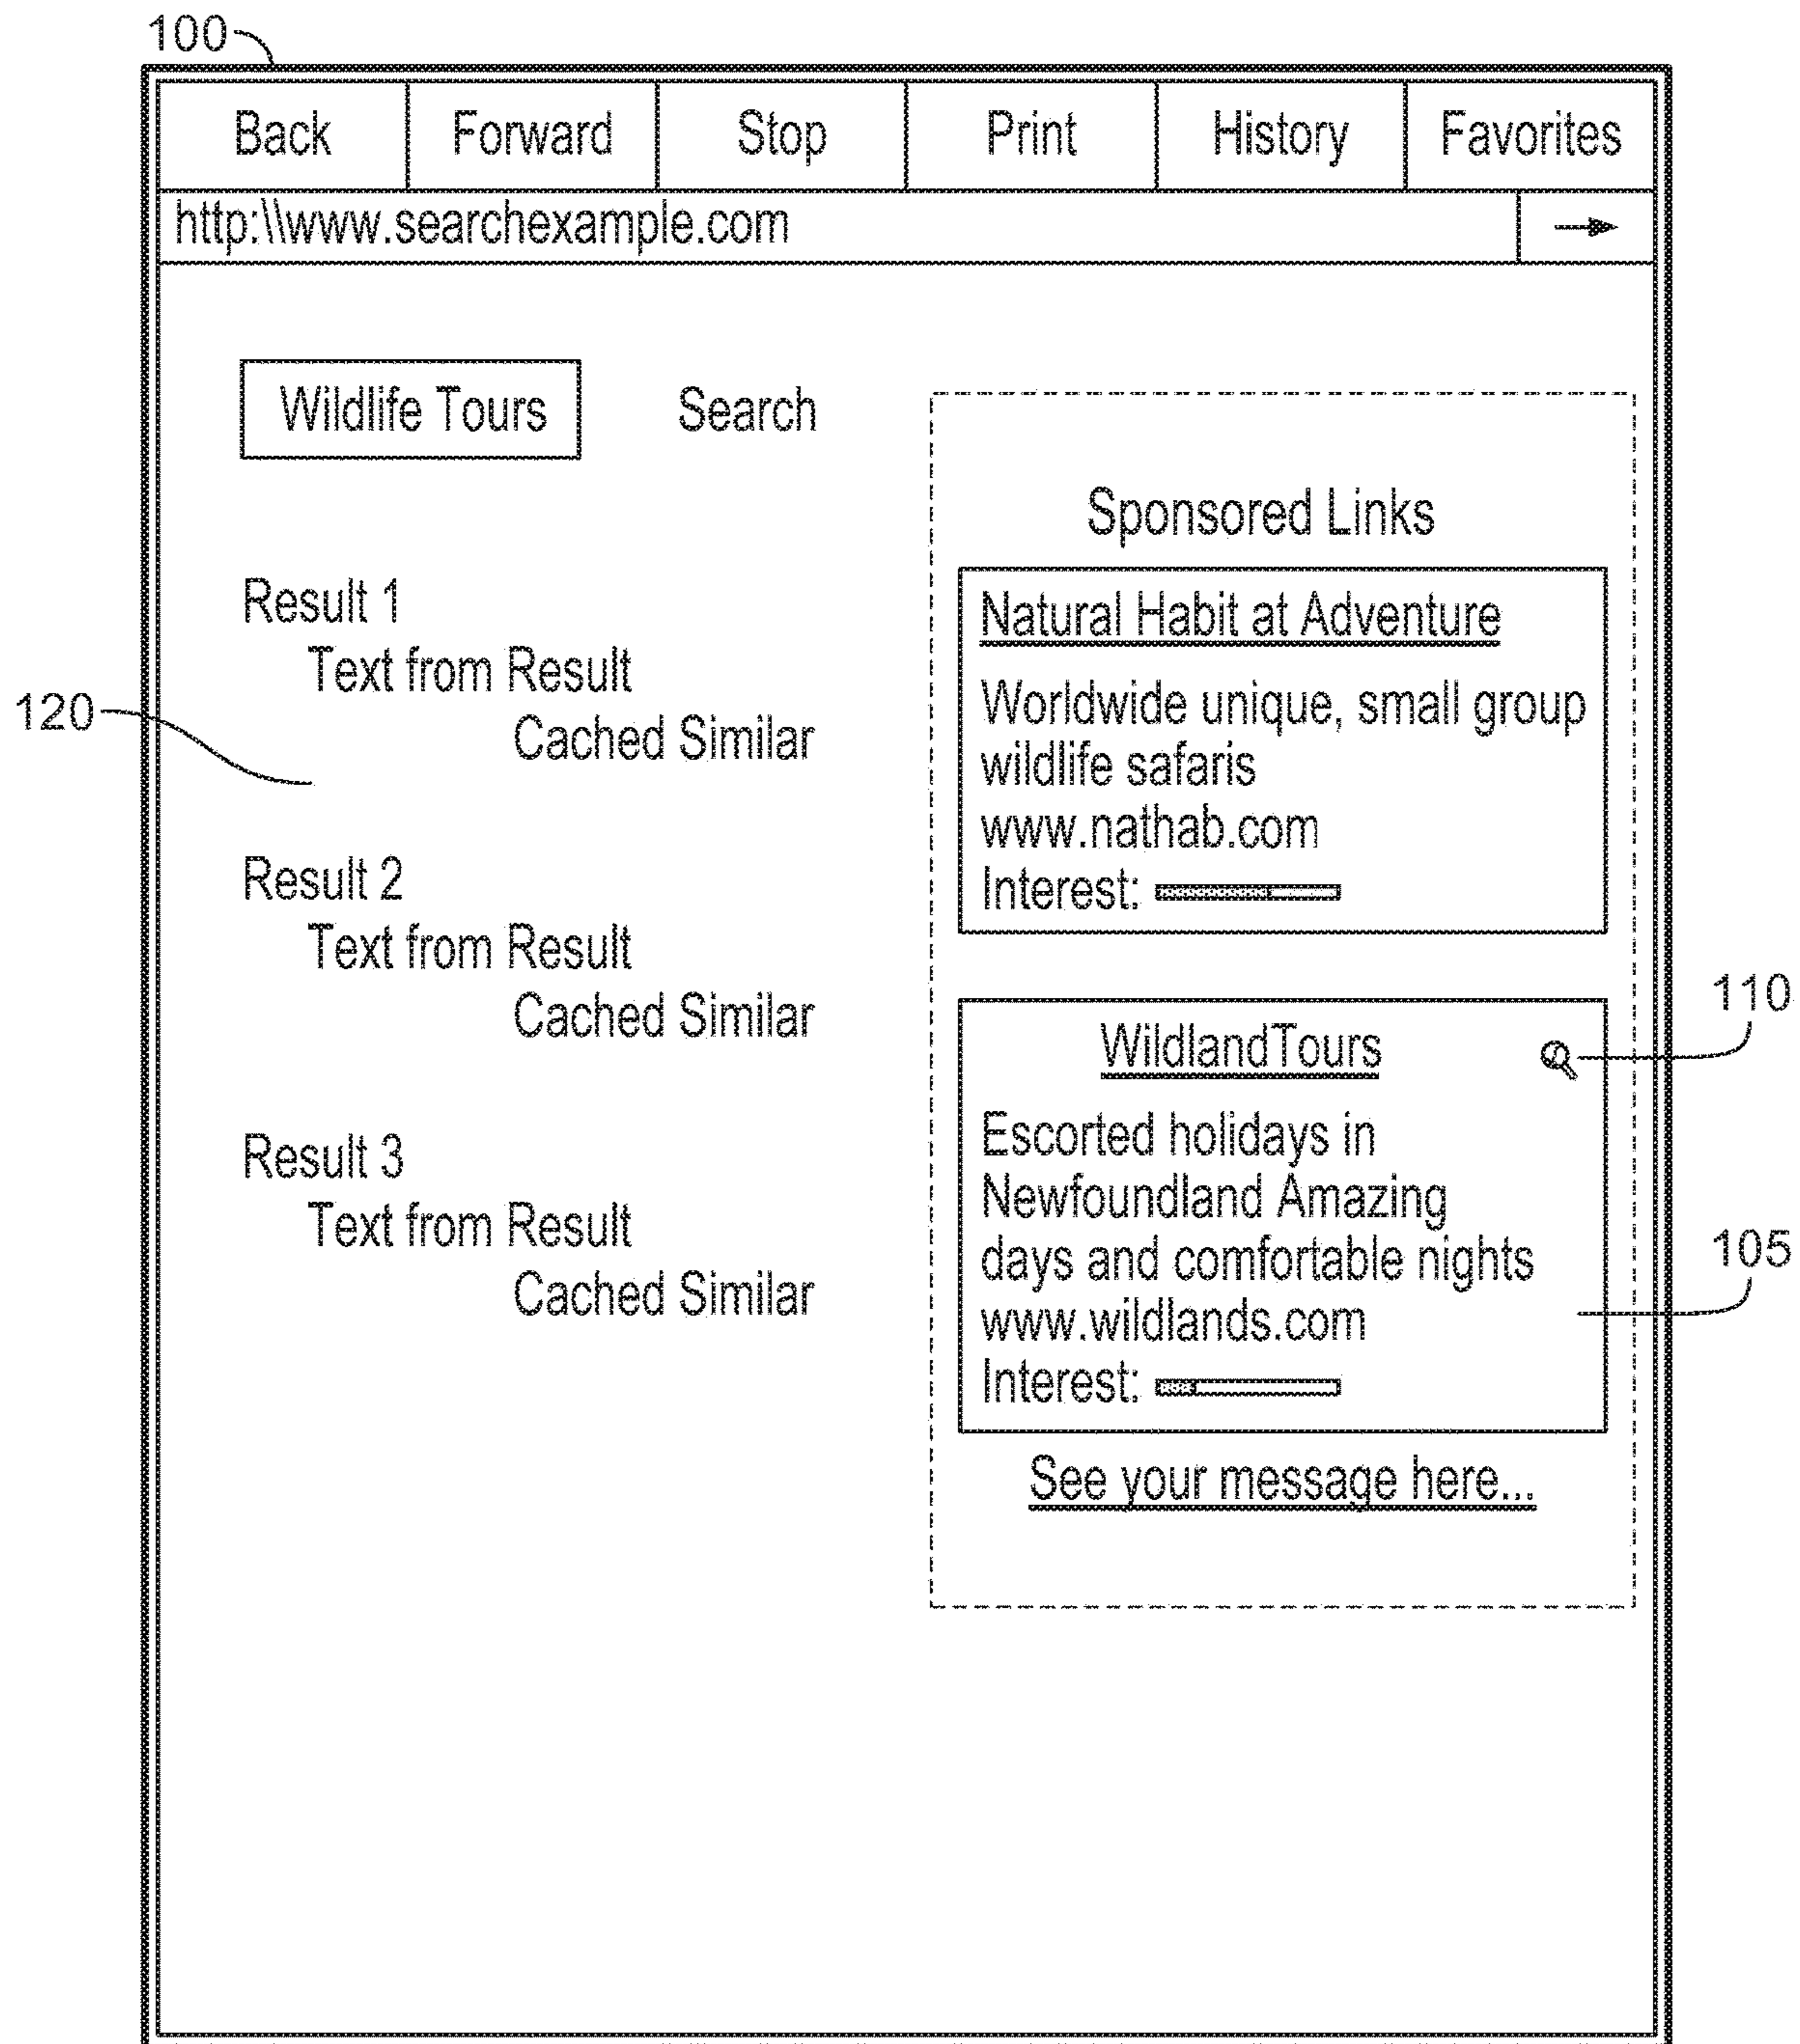 100
Back Forward Stop Print History Favorites
http:\\www.searchexample.com
Wildlife Tours Search
Result 1
Text from Result
Cached Similar
120
Result 2
Text from Result
Cached Similar
Result 3
Text from Result
Cached Similar
Sponsored Links
Natural Habit at Adventure
Worldwide unique, small group
wildlife safaris
www.nathab.com
Interest:
WildlandTours
110
Escorted holidays in
Newfoundland Amazing
days and comfortable nights
105
www.wildlands.com
Interest:
See your message here...